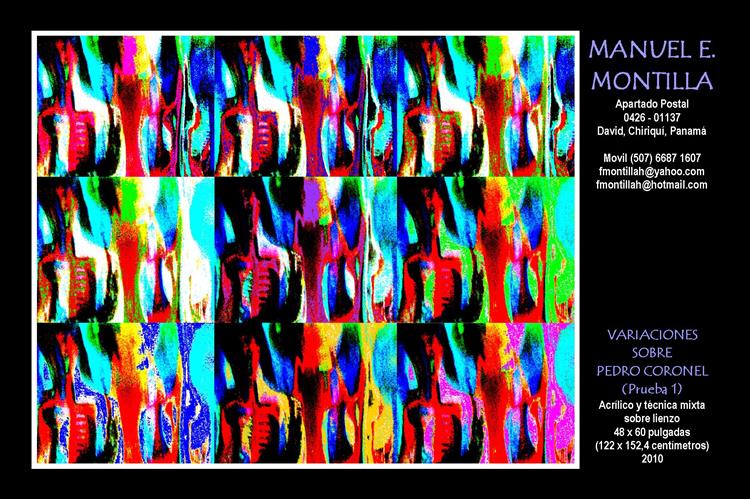 MANUEL E.
MONTILLA
Apartado Postal
0426 - 01137
David, Chiriquí, Panamá
Movil (507) 6687 1607
fmontillah@yahoo.com
fmontillah@hotmail.com
VARIACIONES
SOBRE
PEDRO CORONEL
(Prueba 1)
Acrílico y técnica mixta
sobre lienzo
48 x 60 pulgadas
(122 x 152,4 centimetros)
2010